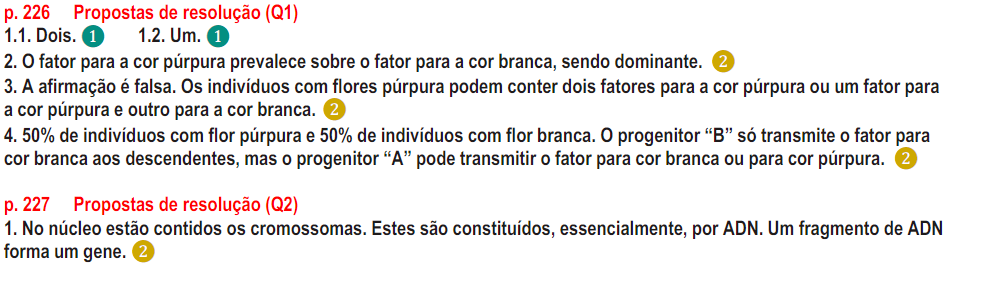 p. 226 Propostas de resolução (Q1)
1.1. Dois. 1 1.2. Um. 1
2. O fator para a cor púrpura prevalece sobre o fator para a cor branca, sendo dominante. 2
3. A afirmação é falsa. Os indivíduos com flores púrpura podem conter dois fatores para a cor púrpura ou um fator para
a cor púrpura e outro para a cor branca. 2
4. 50% de indivíduos com flor púrpura e 50% de indivíduos com flor branca. O progenitor “B” só transmite o fator para
cor branca aos descendentes, mas o progenitor “A” pode transmitir o fator para cor branca ou para cor púrpura. 2
p. 227 Propostas de resolução (Q2)
1. No núcleo estão contidos os cromossomas. Estes são constituídos, essencialmente, por ADN. Um fragmento de ADN
forma um gene. 2